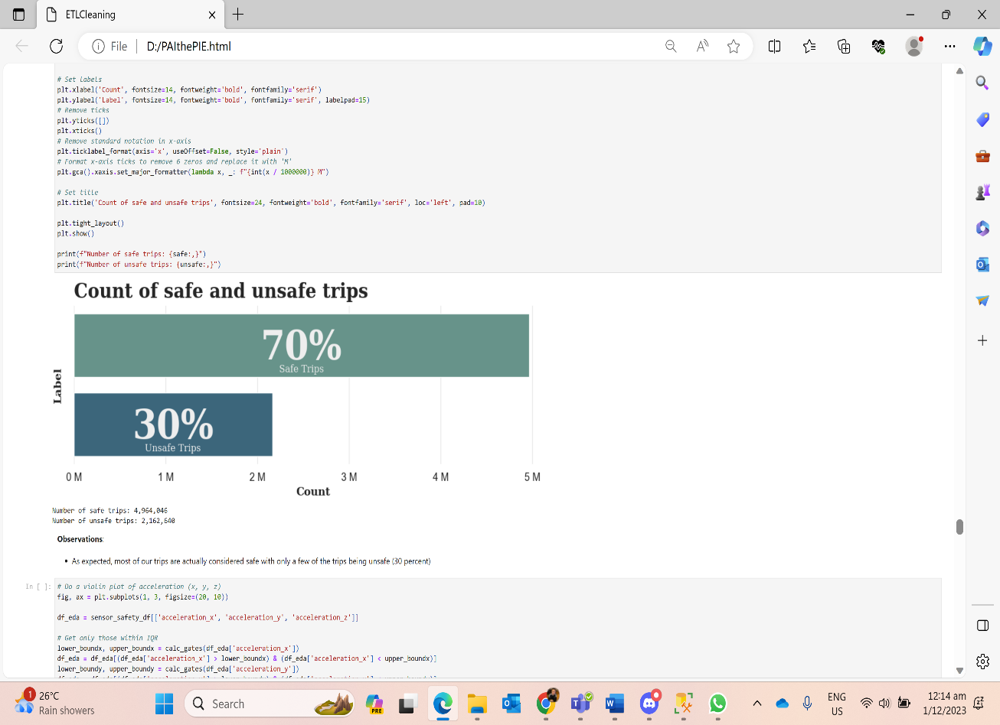 ETLCleaning
File
D:/PAIthePIE.html
# Set labels
plt.xlabel('Count', fontsize=14, fontweight='bold', fontfamily='serif')
plt.ylabel('Label', fontsize=14, fontweight='bold', fontfamily='serif', labelpad=15)
# Remove ticks
plt.yticks([])
plt.xticks()
# Remove standard notation in x-axis
plt.ticklabel_format(axis='x', useOffset=False, style='plain')
# Format x-axis ticks to remove 6 zeros and replace it with 'M'
plt.gca().xaxis.set_major_formatter(lambda x, _: f"{int(x / 1000000)} M")
# Set title
plt.title('Count of safe and unsafe trips', fontsize=24, fontweight='bold', fontfamily='serif', loc='left', pad=10)
plt.tight_layout()
plt.show()
print(f"Number of safe trips: {safe:,}")
print(f"Number of unsafe trips: {unsafe:,}")
Count of safe and unsafe trips
70%
Safe Trips
Label
30%
Unsafe Trips
0 M 1 M 2 M 3 M 4 M 5 M
Count
Number of safe trips: 4,964,046
Number of unsafe trips: 2,162,640
Observations:
• As expected, most of our trips are actually considered safe with only a few of the trips being unsafe (30 percent)
In [ ]:
# Do a violin plot of acceleration (x, y, z)
fig, ax = plt.subplots(1, 3, figsize=(20, 10))
df_eda = sensor_safety_df[['acceleration_x', 'acceleration_y', 'acceleration_z']]
# Get only those within IQR
lower_boundx, upper_boundx = calc_gates(df_eda['acceleration_x'])
df_eda = df_eda[(df_eda['acceleration_x'] > lower_boundx) & (df_eda['acceleration_x'] < upper_boundx)]
lower_boundy, upper_boundy = calc_gates(df_eda['acceleration_y'])
1
26°C
Rain showers
Search
PRE
ENG
US
12:14 am
1/12/2023